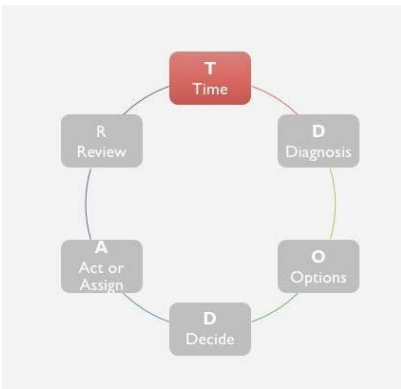 T
Time
D
Diagnosis
O
Options
D
Decide
A
Act or
Assign
R
Review